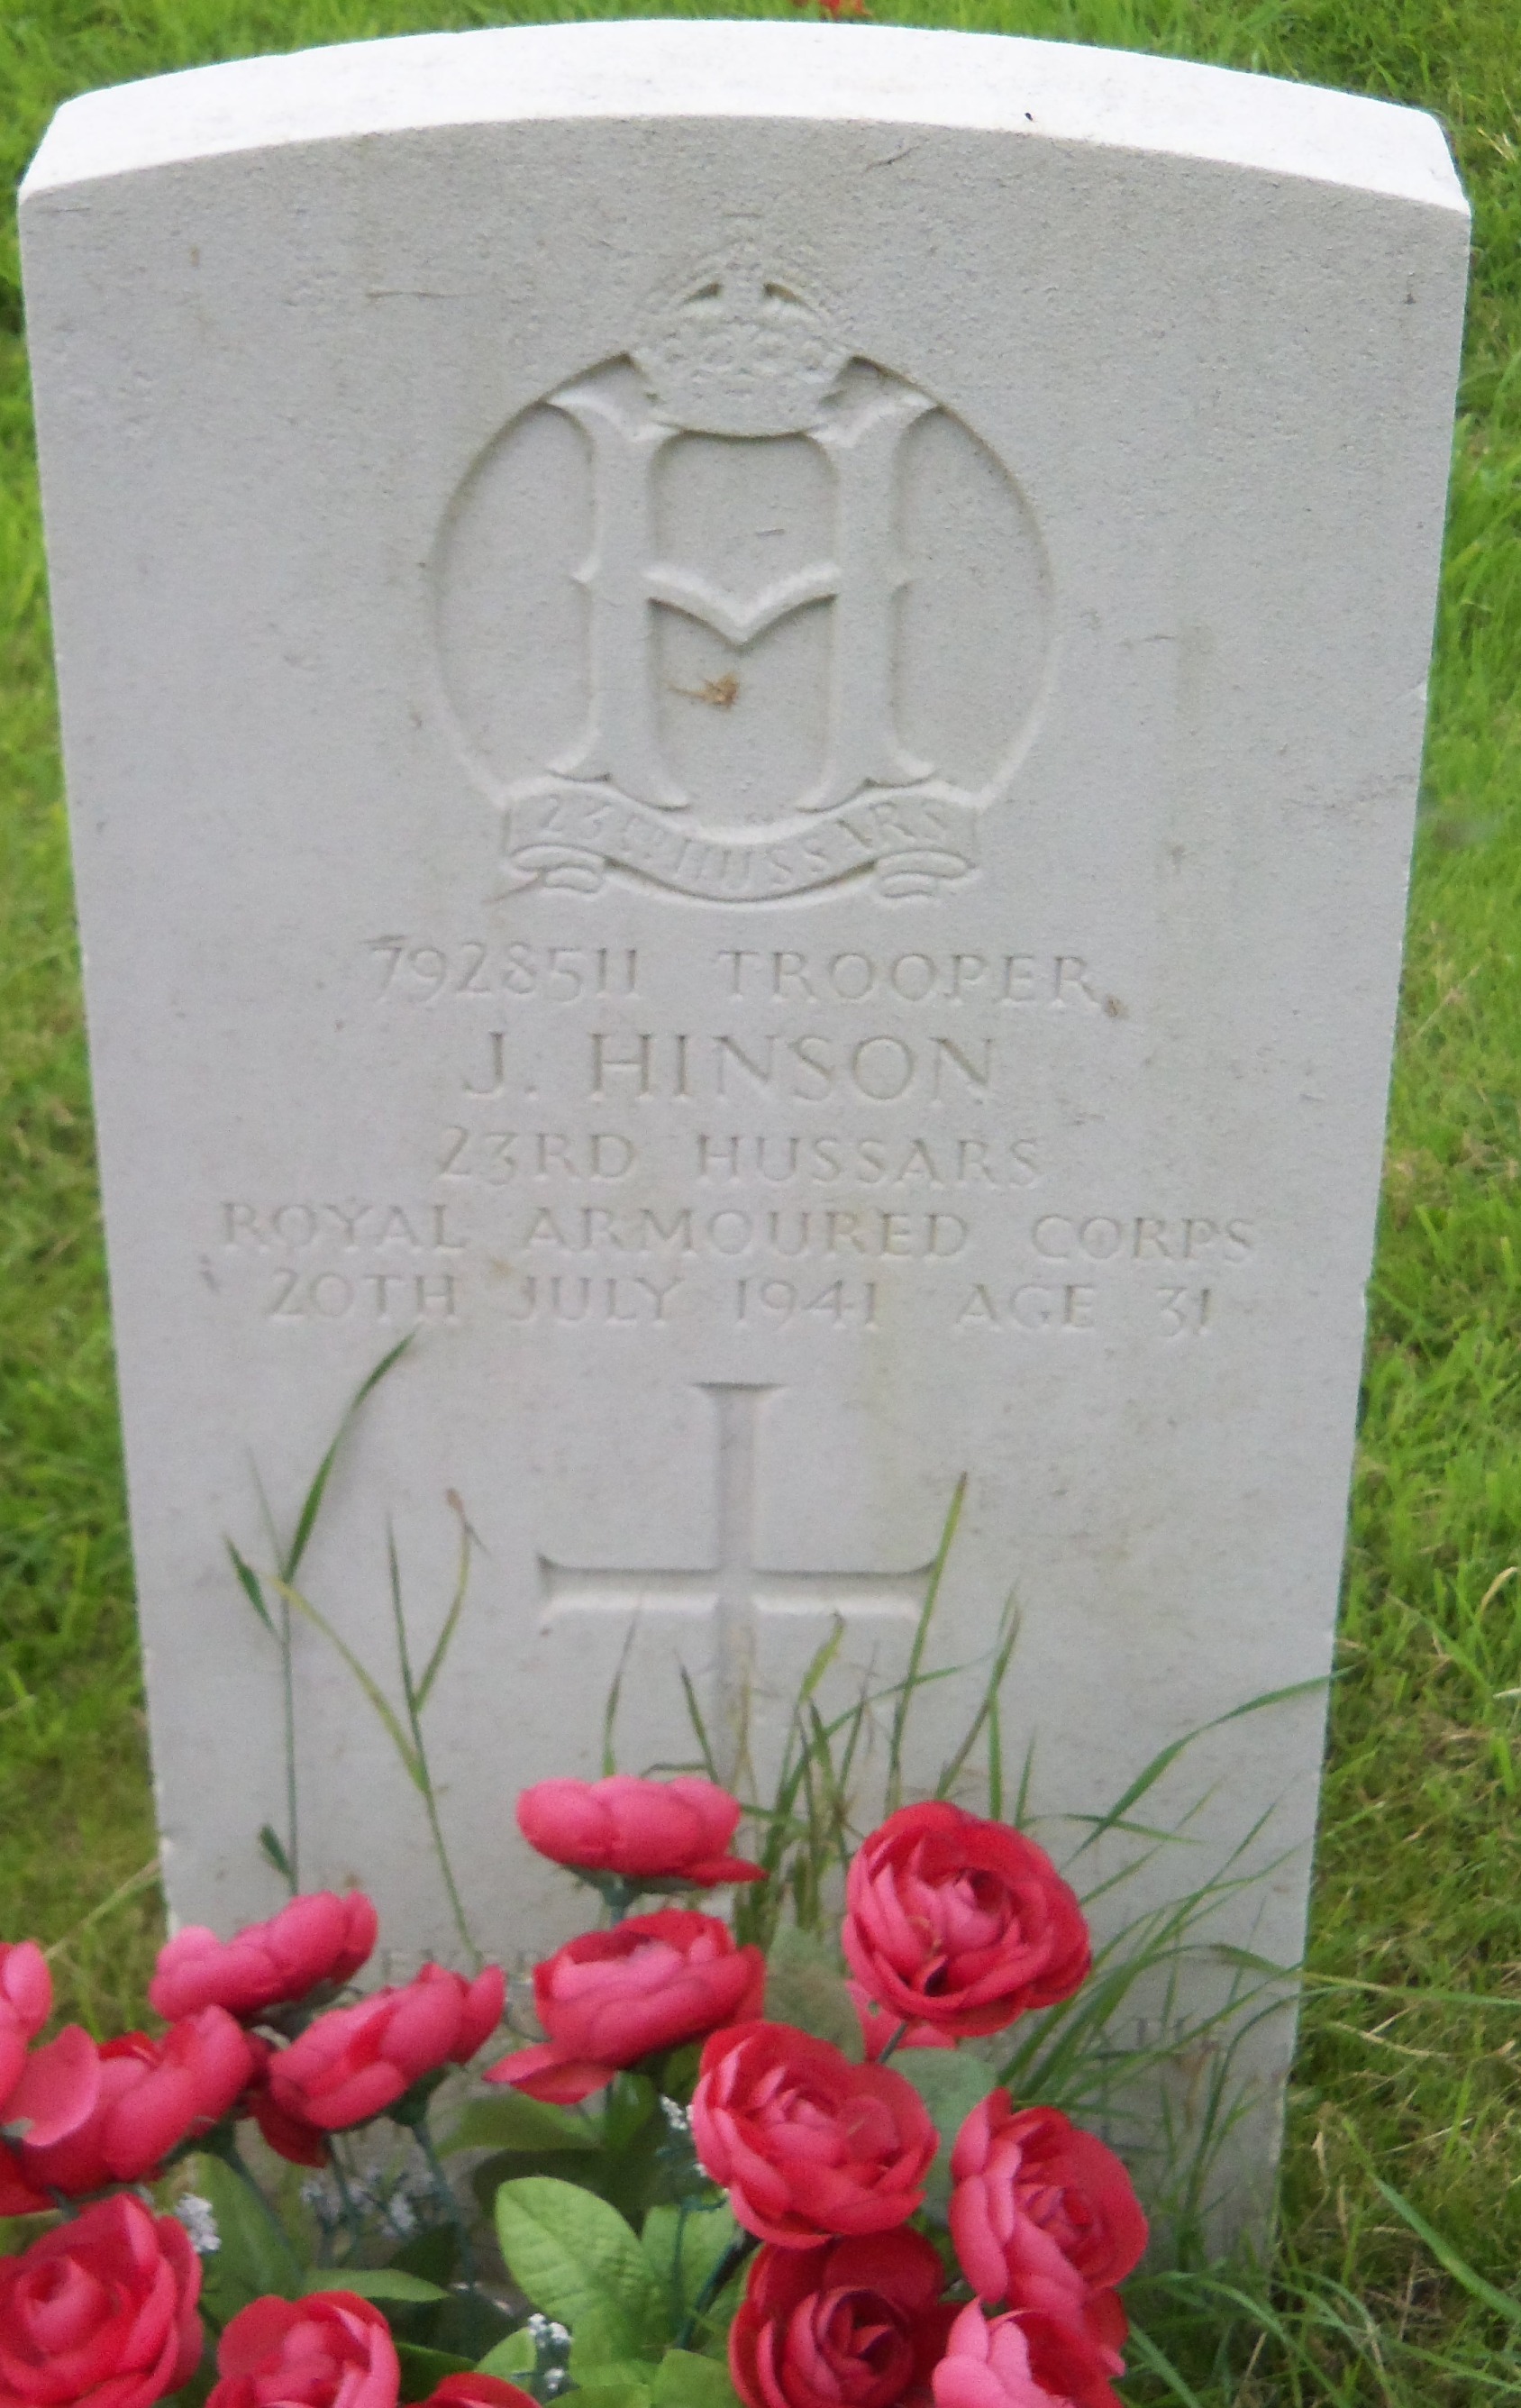 23RD HUSSARS
7928511 TROOPER
J. HINSON
23RD HUSSARS
ROYAL ARMOURED CORPS
20TH JULY 1941 AGE 31